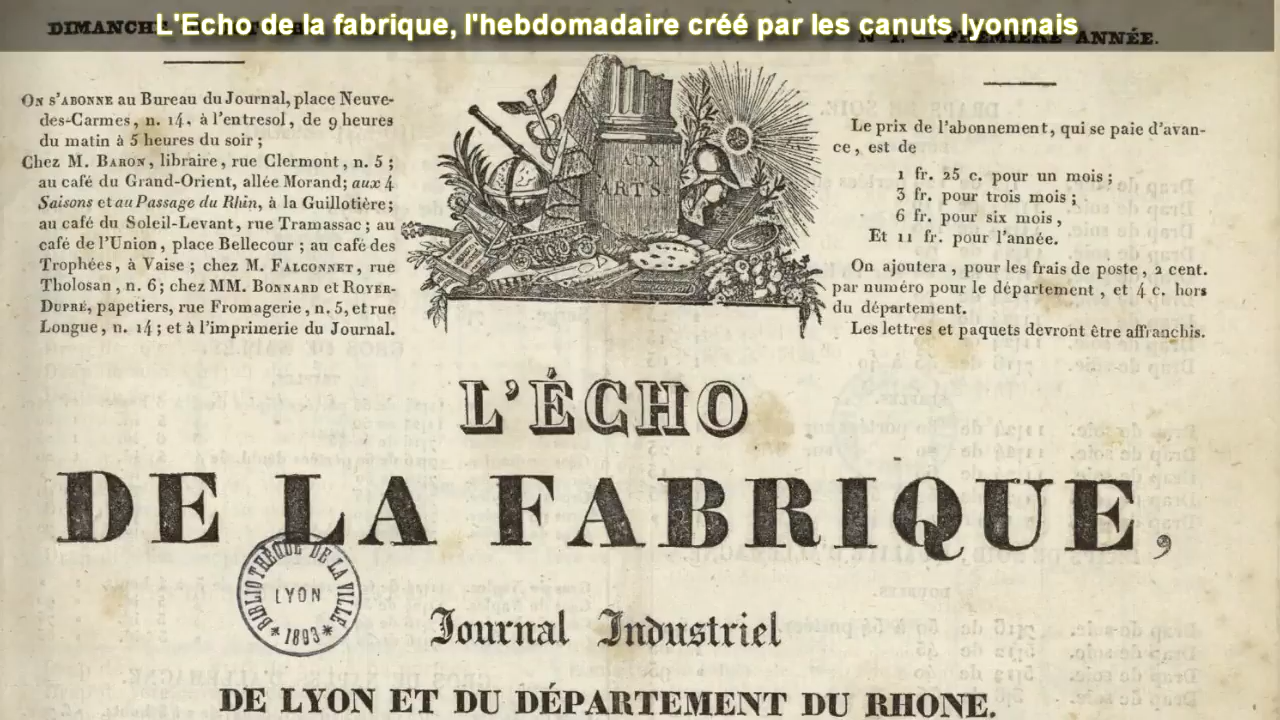 L'Echo de la fabrique, l'hebdomadaire créé par les canuts lyonnais
DIMANCHE
N° 1. — PREMIÈRE ANNÉE.
On s'abonne au Bureau du Journal, place Neuve-
des-Carmes, n. 14, à l'entresol, de 9 heures
du matin à 5 heures du soir ;
Chez M. Baron, libraire, rue Clermont, n. 5 ;
au café du Grand-Orient, allée Morand; aux 4
Saisons et au Passage du Rhin, à la Guillotière;
au café du Soleil-Levant, rue Tramassac ; au
café de l'Union, place Bellecour ; au café des
Trophées, à Vaise ; chez M. Falconnet, rue
Tholosan, n. 6 ; chez MM. Bonnard et Royer-
Dupré, papetiers, rue Fromagerie, n. 5, et rue
Longue, n. 14 ; et à l'imprimerie du Journal.
AUX
ARTS.
Le prix de l'abonnement, qui se paie d'avan-
ce, est de
1 fr. 25 c. pour un mois ;
3 fr. pour trois mois ;
6 fr. pour six mois,
Et 11 fr. pour l'année.
On ajoutera, pour les frais de poste, 2 cent.
par numéro pour le département, et 4 c. hors
du département.
Les lettres et paquets devront être affranchis.
L'ÉCHO
DE LA FABRIQUE,
BIBLIOTHÈQUE DE LA VILLE
LYON
*1893*
Journal Industriel
DE LYON ET DU DÉPARTEMENT DU RHONE.